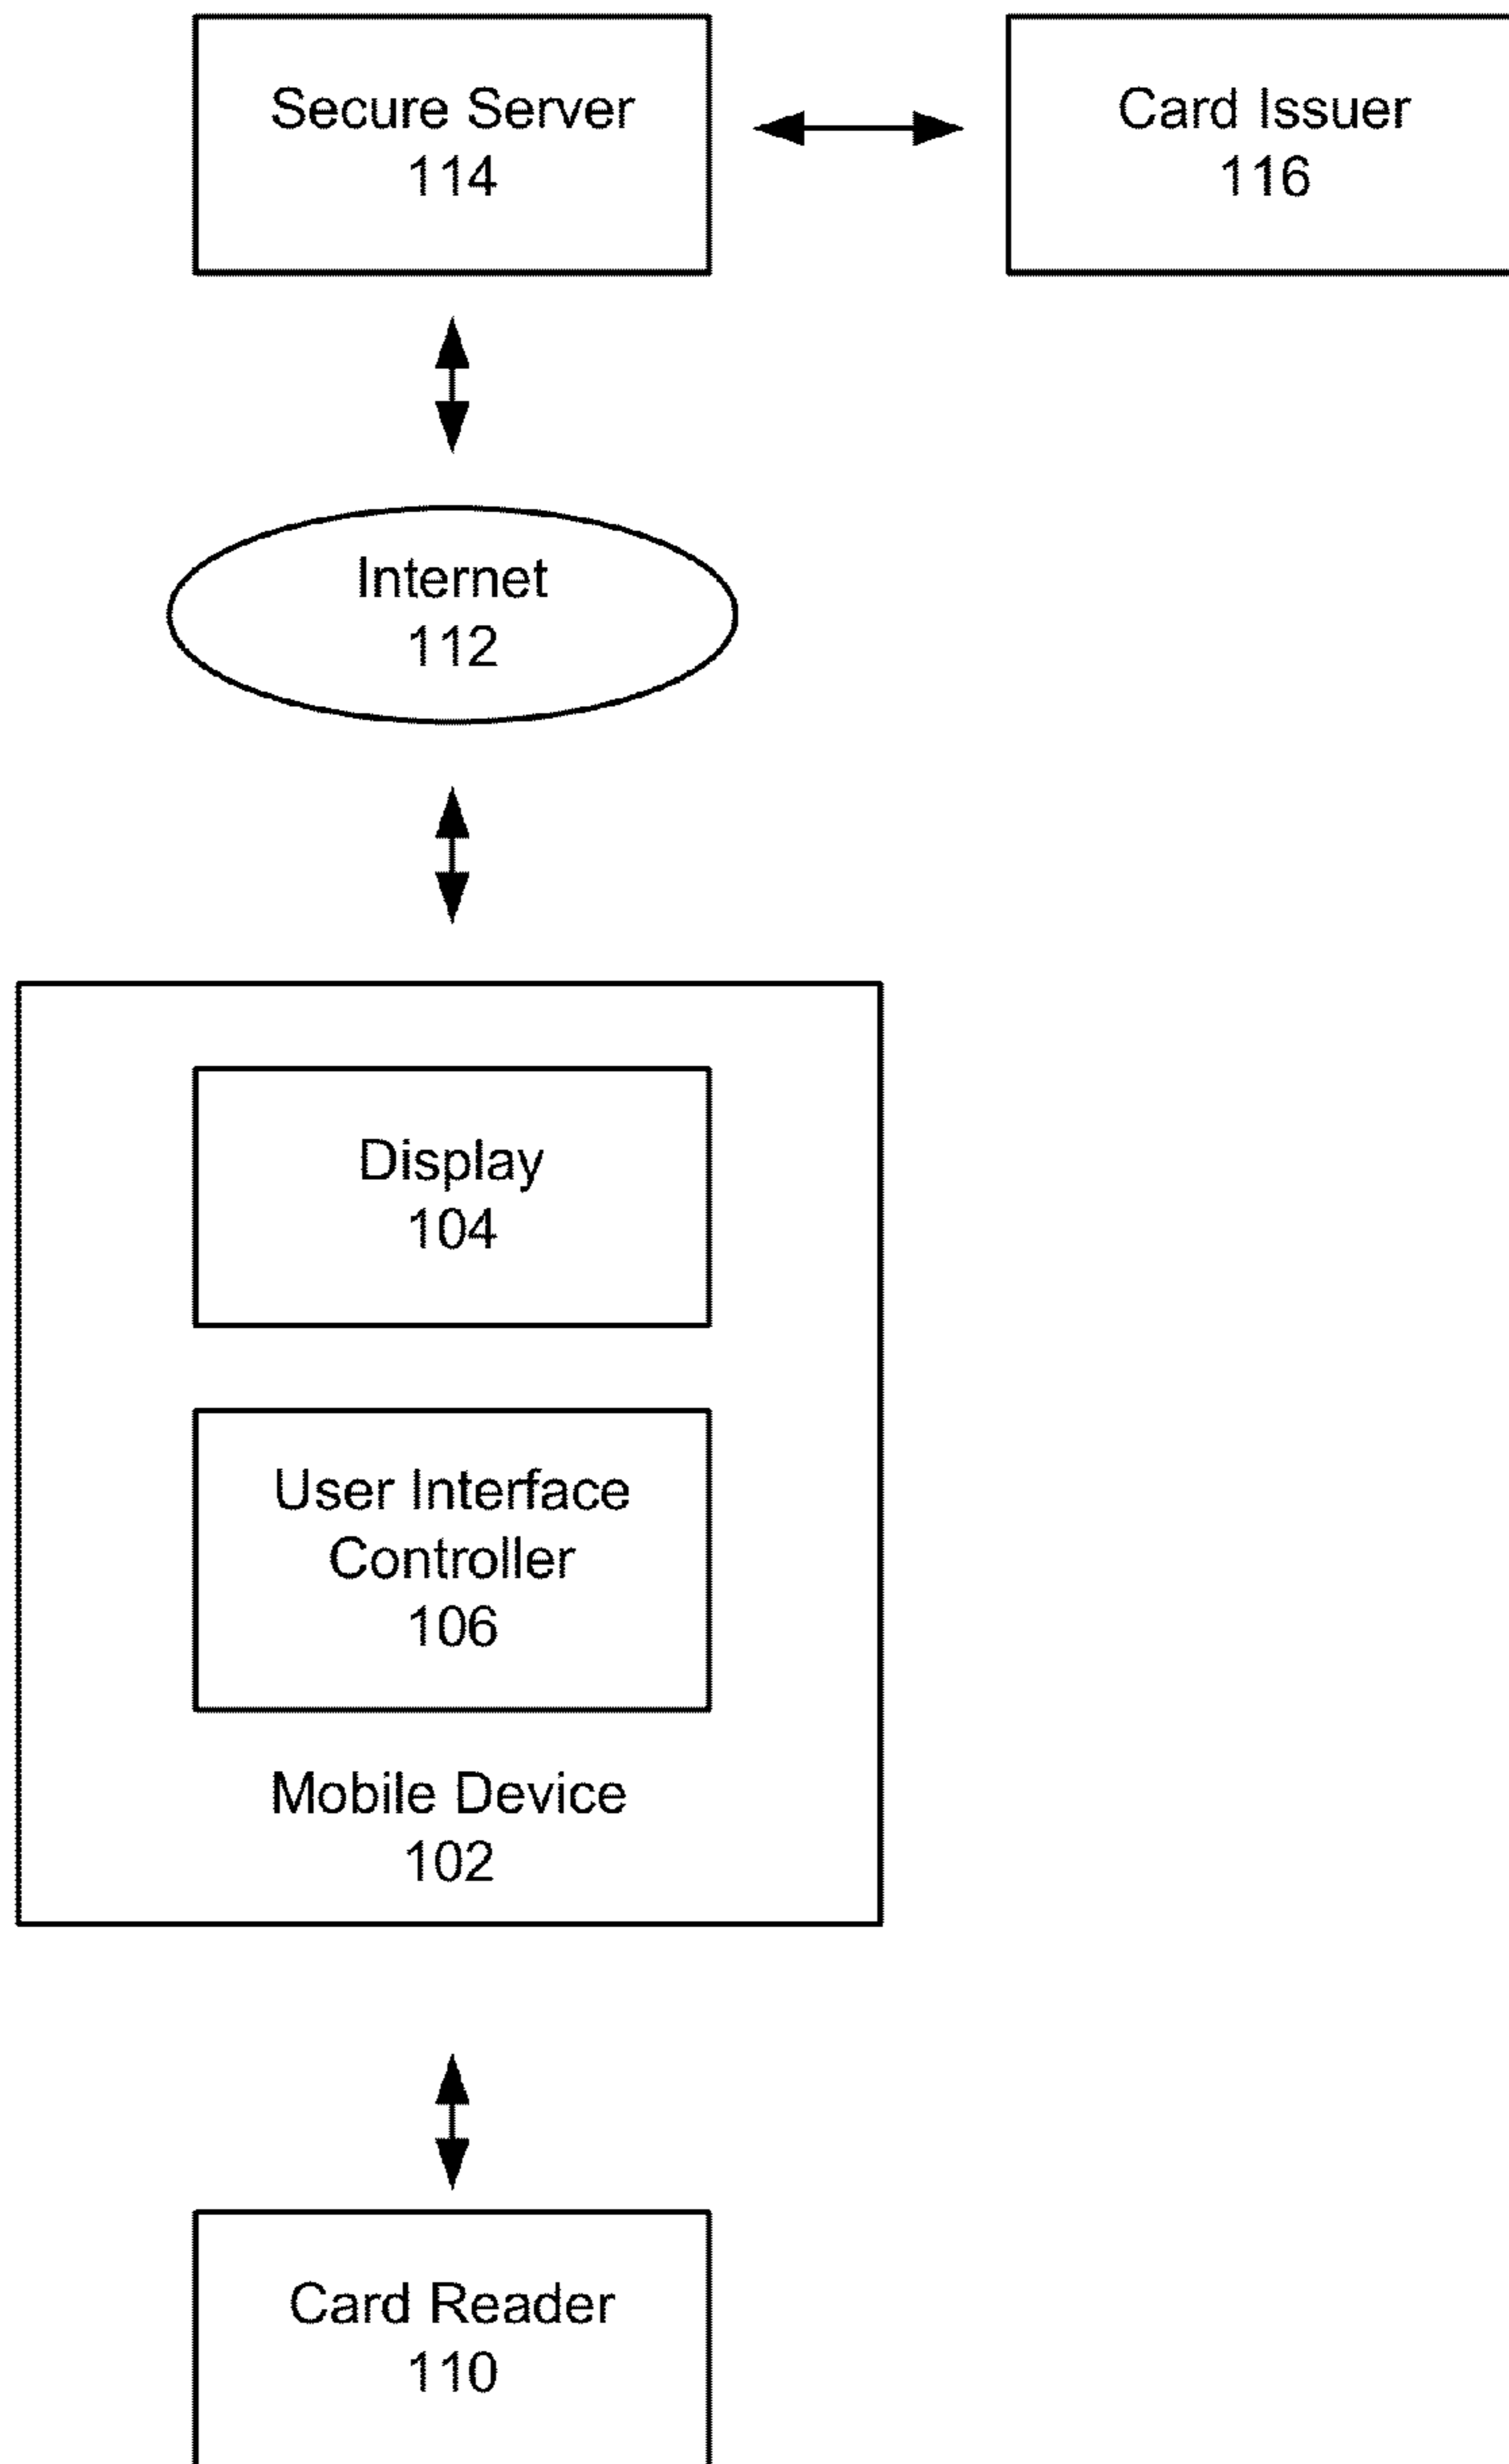 Secure Server
114
Card Issuer
116
Internet
112
Display
104
User Interface
Controller
106
Mobile Device
102
Card Reader
110